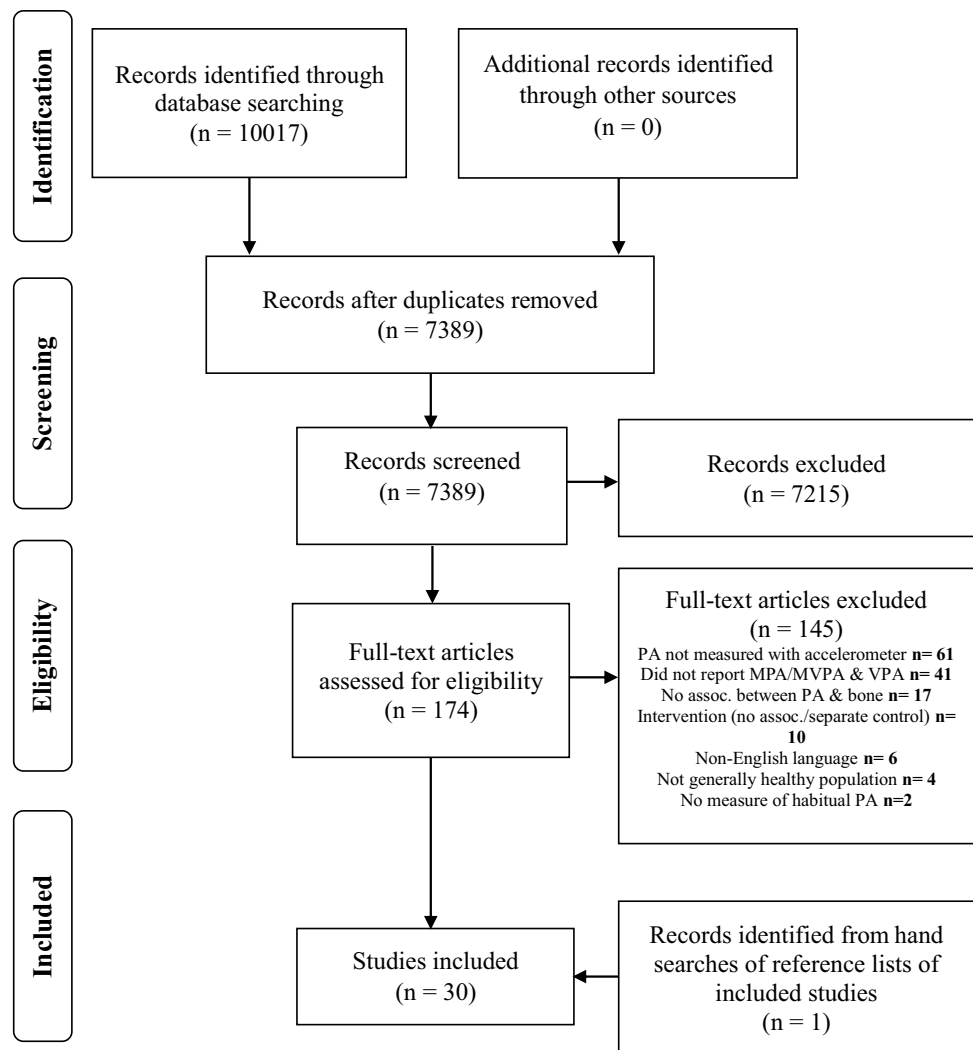 Identification
Records identified through
database searching
(n = 10017)
Additional records identified
through other sources
(n = 0)
Screening
Records after duplicates removed
(n = 7389)
Records screened
(n = 7389)
Records excluded
(n = 7215)
Eligibility
Full-text articles
assessed for eligibility
(n = 174)
Full-text articles excluded
(n = 145)
PA not measured with accelerometer n= 61
Did not report MPA/MVPA & VPA n= 41
No assoc. between PA & bone n= 17
Intervention (no assoc./separate control) n=
10
Non-English language n= 6
Not generally healthy population n= 4
No measure of habitual PA n=2
Included
Studies included
(n = 30)
Records identified from hand
searches of reference lists of
included studies
(n = 1)